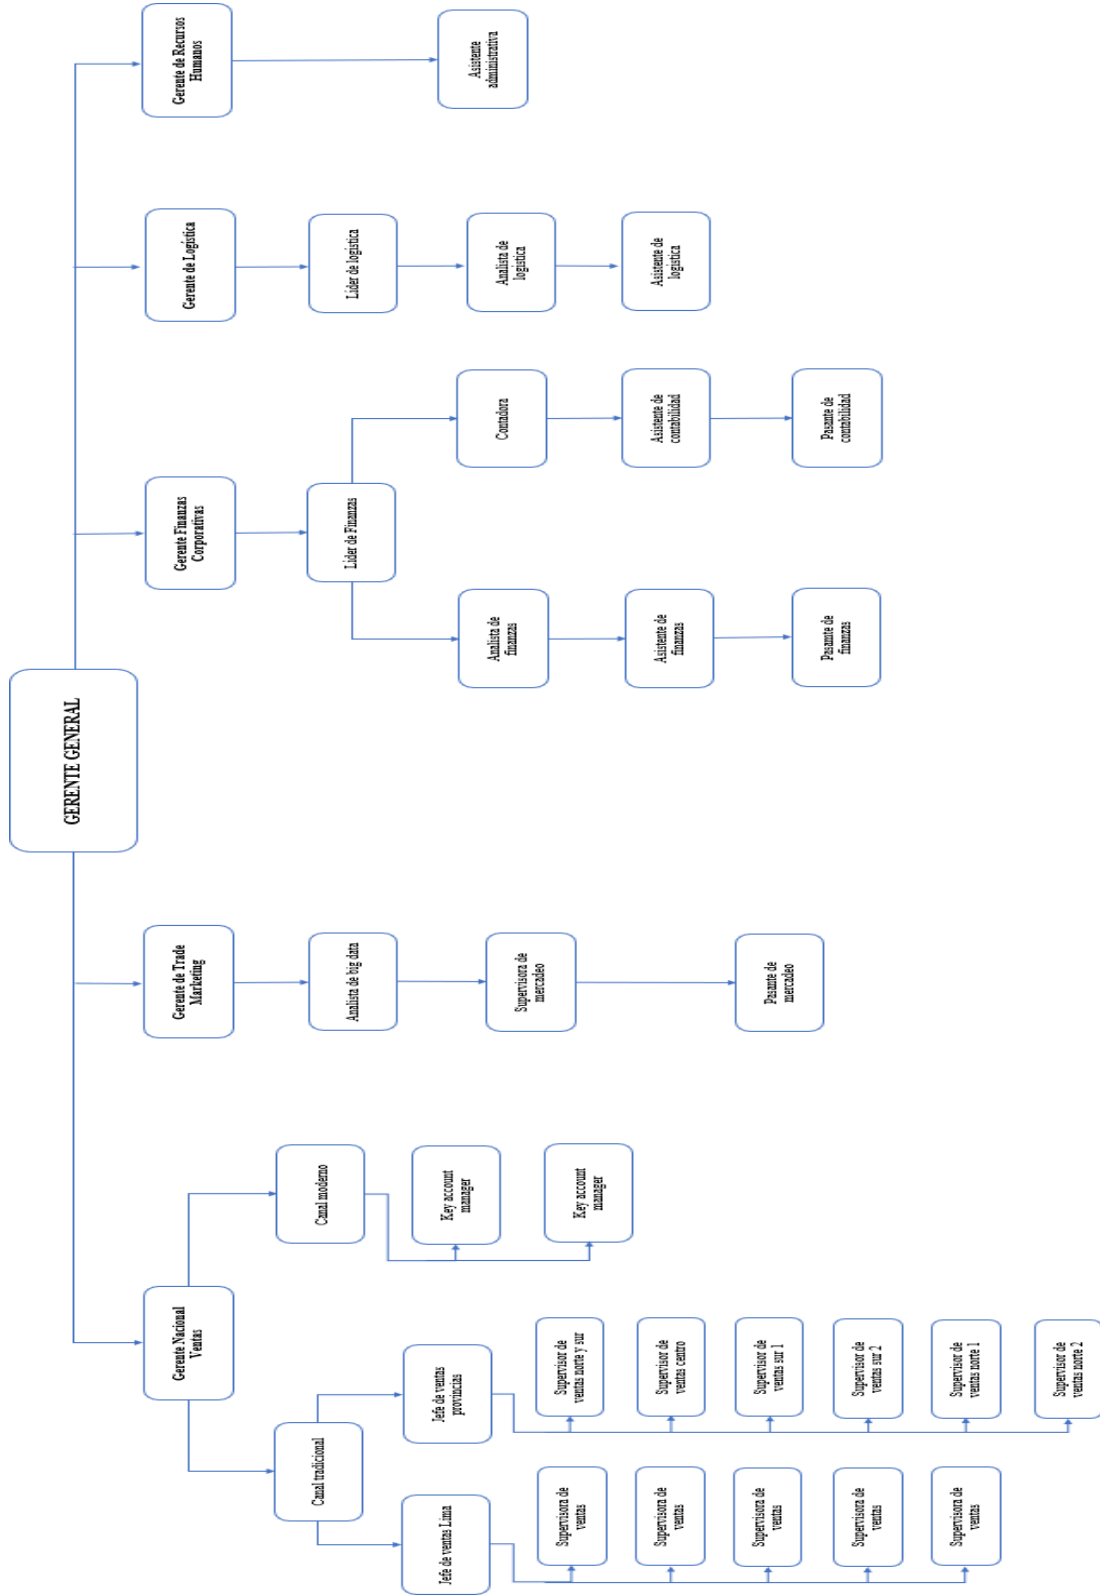 GERENTE GENERAL
Gerente Nacional
Ventas
Gerente de Trade
Marketing
Gerente Finanzas
Corporativas
Gerente de Logística
Gerente de Recursos
Humanos
Canal tradicional
Canal moderno
Analista de big data
Líder de Finanzas
Líder de logística
Asistente
administrativa
Jefe de ventas Lima
Jefe de ventas
provincias
Key account
manager
Key account
manager
Supervisora de
mercadeo
Analista de
finanzas
Contadora
Analista de
logística
Supervisora de
ventas
Supervisora de
ventas
Supervisora de
ventas
Supervisora de
ventas
Supervisora de
ventas
Supervisor de
ventas norte y sur
Supervisor de
ventas centro
Supervisor de
ventas sur 1
Supervisor de
ventas sur 2
Supervisor de
ventas norte 1
Supervisor de
ventas norte 2
Pasante de
mercadeo
Asistente de
finanzas
Asistente de
contabilidad
Asistente de
logística
Pasamte de
finanzas
Pasante de
contabilidad